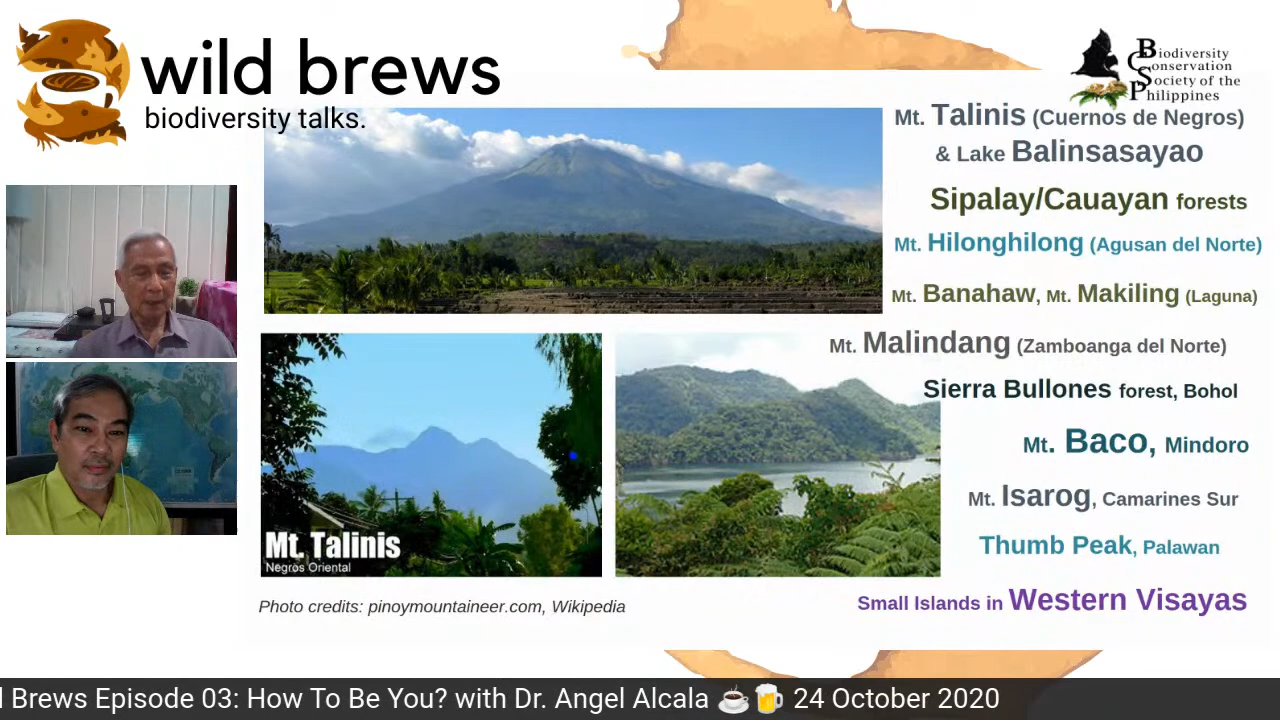 wild brews
biodiversity talks.
Biodiversity
Conservation
Society of the
Philippines
Mt. Talinis (Cuernos de Negros)
& Lake Balinsasayao
Sipalay/Cauayan forests
Mt. Hilonghilong (Agusan del Norte)
Mt. Banahaw, Mt. Makiling (Laguna)
Mt. Malindang (Zamboanga del Norte)
Sierra Bullones forest, Bohol
Mt. Baco, Mindoro
Mt. Isarog, Camarines Sur
Thumb Peak, Palawan
Small Islands in Western Visayas
Mt. Talinis
Negros Oriental
Photo credits: pinoymountaineer.com, Wikipedia
Brews Episode 03: How To Be You? with Dr. Angel Alcala ☕🍺 24 October 2020